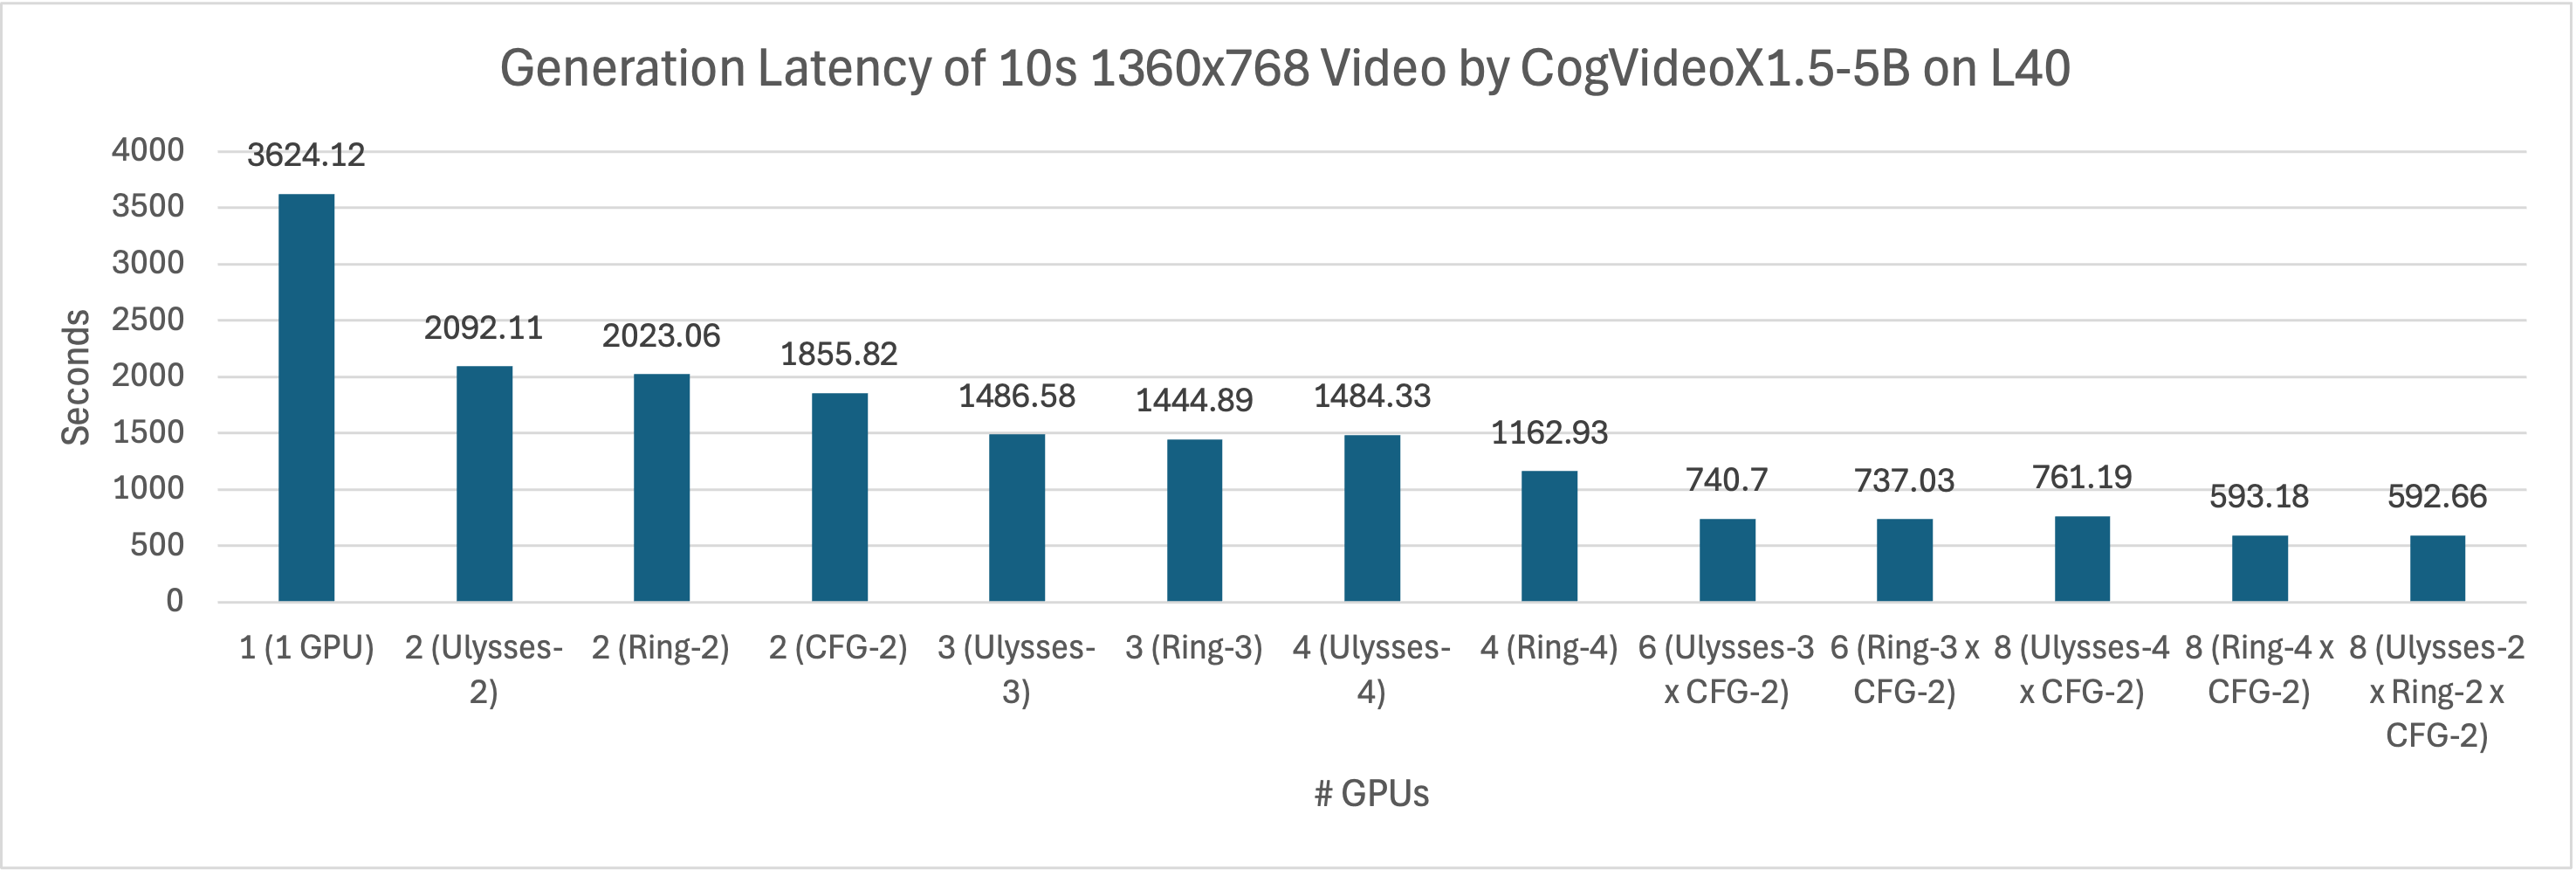 Generation Latency of 10s 1360x768 Video by CogVideoX1.5-5B on L40
Seconds
4000
3500
3000
2500
2000
1500
1000
500
0
3624.12
2092.11
2023.06
1855.82
1486.58
1444.89
1484.33
1162.93
740.7
737.03
761.19
593.18
592.66
1 (1 GPU)
2 (Ulysses-
2)
2 (Ring-2)
2 (CFG-2)
3 (Ulysses-
3)
3 (Ring-3)
4 (Ulysses-
4)
4 (Ring-4)
6 (Ulysses-3
x CFG-2)
6 (Ring-3 x
CFG-2)
8 (Ulysses-4
x CFG-2)
8 (Ring-4 x
CFG-2)
8 (Ulysses-2
x Ring-2 x
CFG-2)
# GPUs